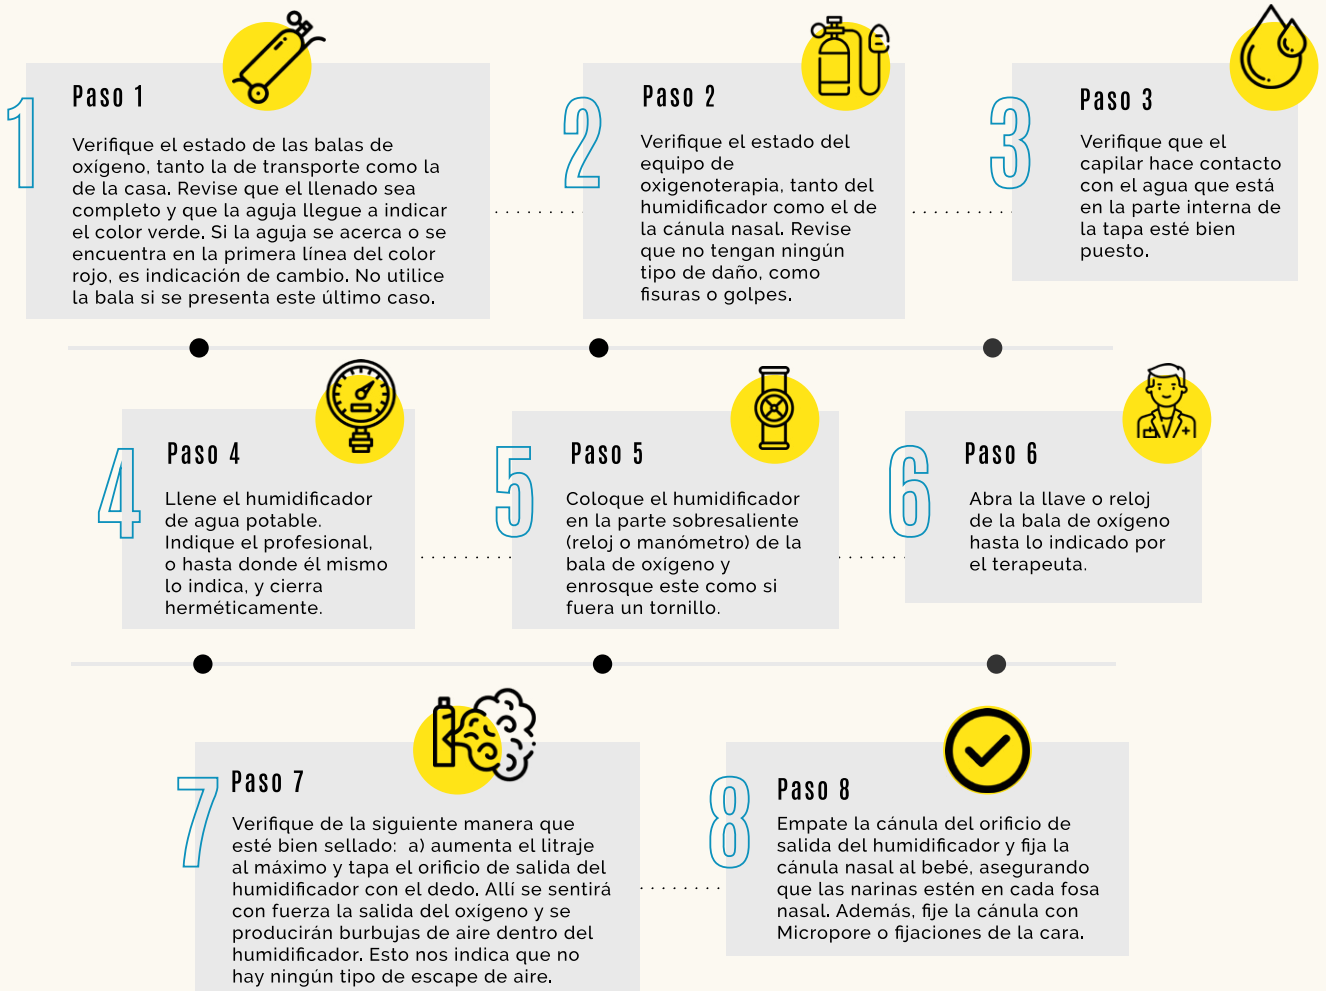 1
Paso 1
Verifique el estado de las balas de
oxígeno, tanto la de transporte como la
de la casa. Revise que el llenado sea
completo y que la aguja llegue a indicar
el color verde. Si la aguja se acerca o se
encuentra en la primera línea del color
rojo, es indicación de cambio. No utilice
la bala si se presenta este último caso.
2
Paso 2
Verifique el estado del
equipo de
oxigenoterapia, tanto del
humidificador como el de
la cánula nasal. Revise
que no tengan ningún
tipo de daño, como
fisuras o golpes.
3
Paso 3
Verifique que el
capilar hace contacto
con el agua que está
en la parte interna de
la tapa esté bien
puesto.
4
Paso 4
Llene el humidificador
de agua potable.
Indique el profesional,
o hasta donde él mismo
lo indica, y cierra
herméticamente.
5
Paso 5
Coloque el humidificador
en la parte sobresaliente
(reloj o manómetro) de la
bala de oxígeno y
enrosque este como si
fuera un tornillo.
6
Paso 6
Abra la llave o reloj
de la bala de oxígeno
hasta lo indicado por
el terapeuta.
7
Paso 7
Verifique de la siguiente manera que
esté bien sellado: a) aumenta el litraje
al máximo y tapa el orificio de salida del
humidificador con el dedo. Allí se sentirá
con fuerza la salida del oxígeno y se
producirán burbujas de aire dentro del
humidificador. Esto nos indica que no
hay ningún tipo de escape de aire.
8
Paso 8
Empate la cánula del orificio de
salida del humidificador y fija la
cánula nasal al bebé, asegurando
que las narinas estén en cada fosa
nasal. Además, fije la cánula con
Micropore o fijaciones de la cara.